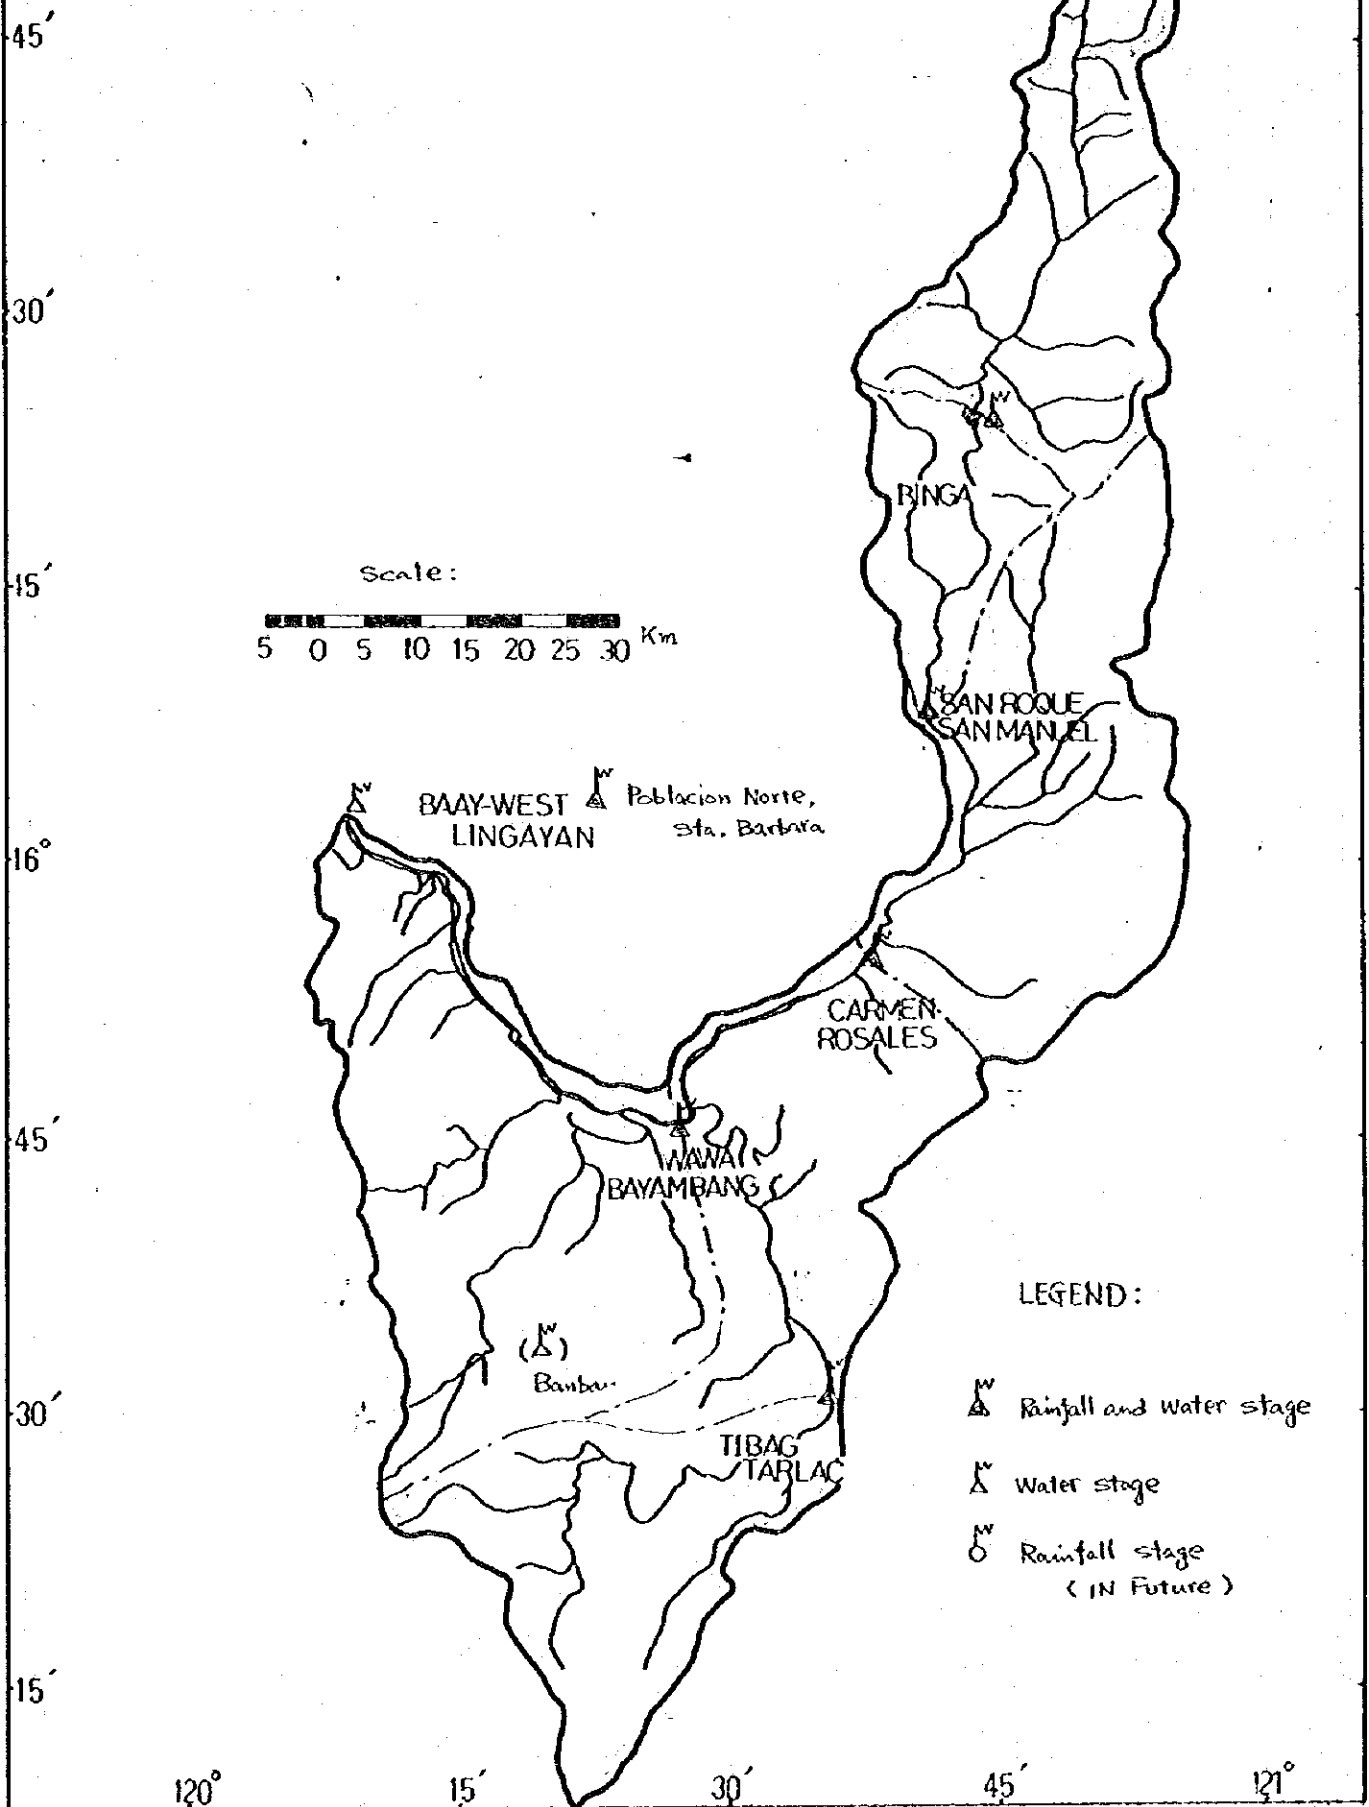 45′
30′
15′
Scale:
5 0 5 10 15 20 25 30 Km
BINGA
SAN ROQUE
SAN MANUEL
BAAY-WEST
LINGAYAN
Poblacion Norte,
Sta. Barbara
16°
CARMEN
ROSALES
45′
WAWA
BAYAMBANG
LEGEND:
Rainfall and Water stage
Water stage
Rainfall stage
(IN Future)
30′
TIBAG
TARLAC
15′
120° 15′ 30′ 45′ 121°